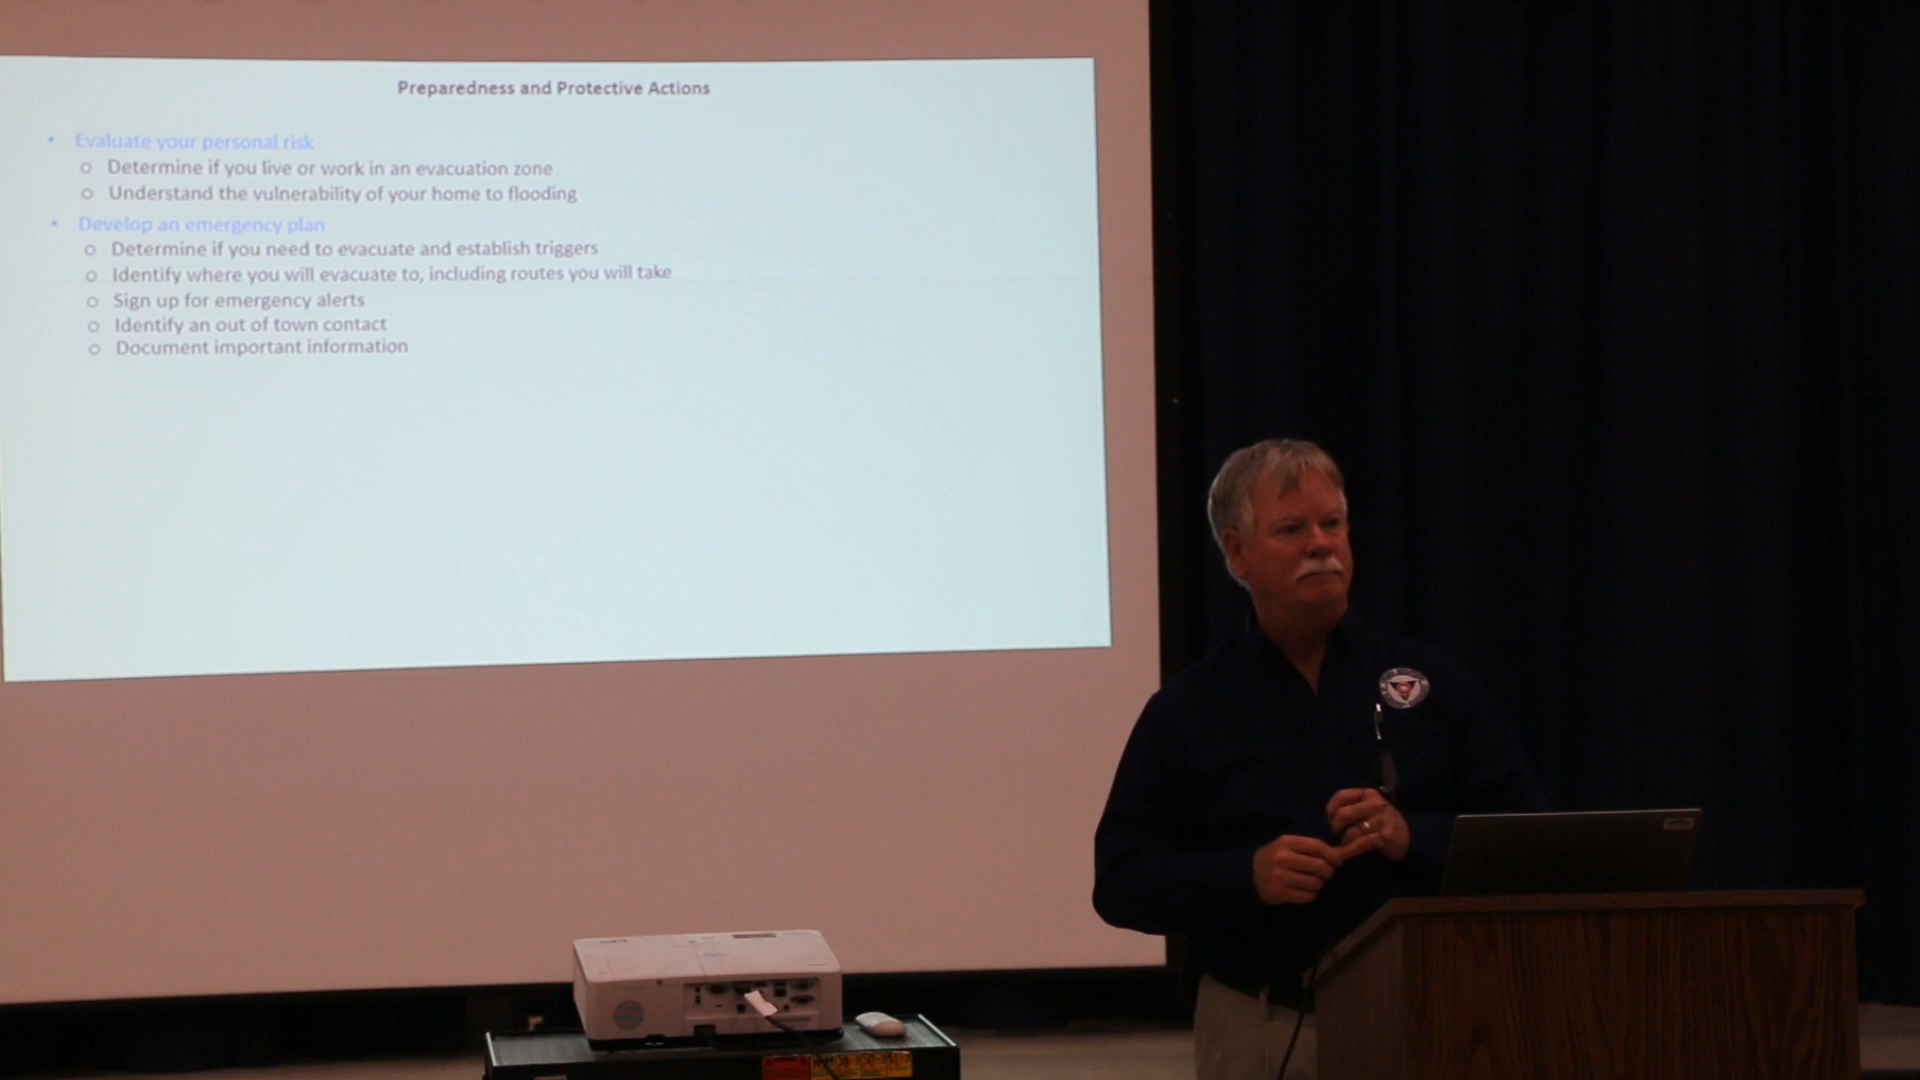 Preparedness and Protective Actions
• Evaluate your personal risk
o Determine if you live or work in an evacuation zone
o Understand the vulnerability of your home to flooding
• Develop an emergency plan
o Determine if you need to evacuate and establish triggers
o Identify where you will evacuate to, including routes you will take
o Sign up for emergency alerts
o Identify an out of town contact
o Document important information